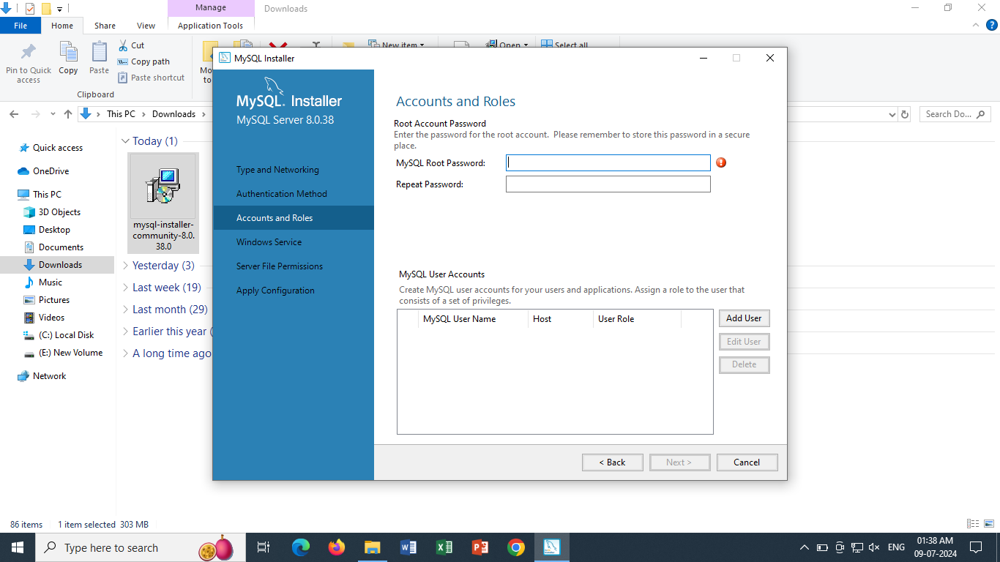 Manage
Downloads
File
Home
Share
View
Application Tools
Pin to Quick
access
Copy
Paste
Cut
Copy path
Paste shortcut
Mo
to
New item
Open
Select all
Clipboard
MySQL Installer
This PC
Downloads
Search Do...
MySQL. Installer
MySQL Server 8.0.38
Type and Networking
Authentication Method
Accounts and Roles
Windows Service
Server File Permissions
Apply Configuration
Accounts and Roles
Root Account Password
Enter the password for the root account. Please remember to store this password in a secure
place.
MySQL Root Password:
Repeat Password:
MySQL User Accounts
Create MySQL user accounts for your users and applications. Assign a role to the user that
consists of a set of privileges.
MySQL User Name
Host
User Role
Add User
Edit User
Delete
< Back
Next >
Cancel
Quick access
OneDrive
This PC
3D Objects
Desktop
Documents
Downloads
Music
Pictures
Videos
(C:) Local Disk
(E:) New Volume
Network
Today (1)
mysql-installer-
community-8.0.
38.0
Yesterday (3)
Last week (19)
Last month (29)
Earlier this year (
A long time ago
86 items
1 item selected 303 MB
Type here to search
ENG
01:38 AM
09-07-2024